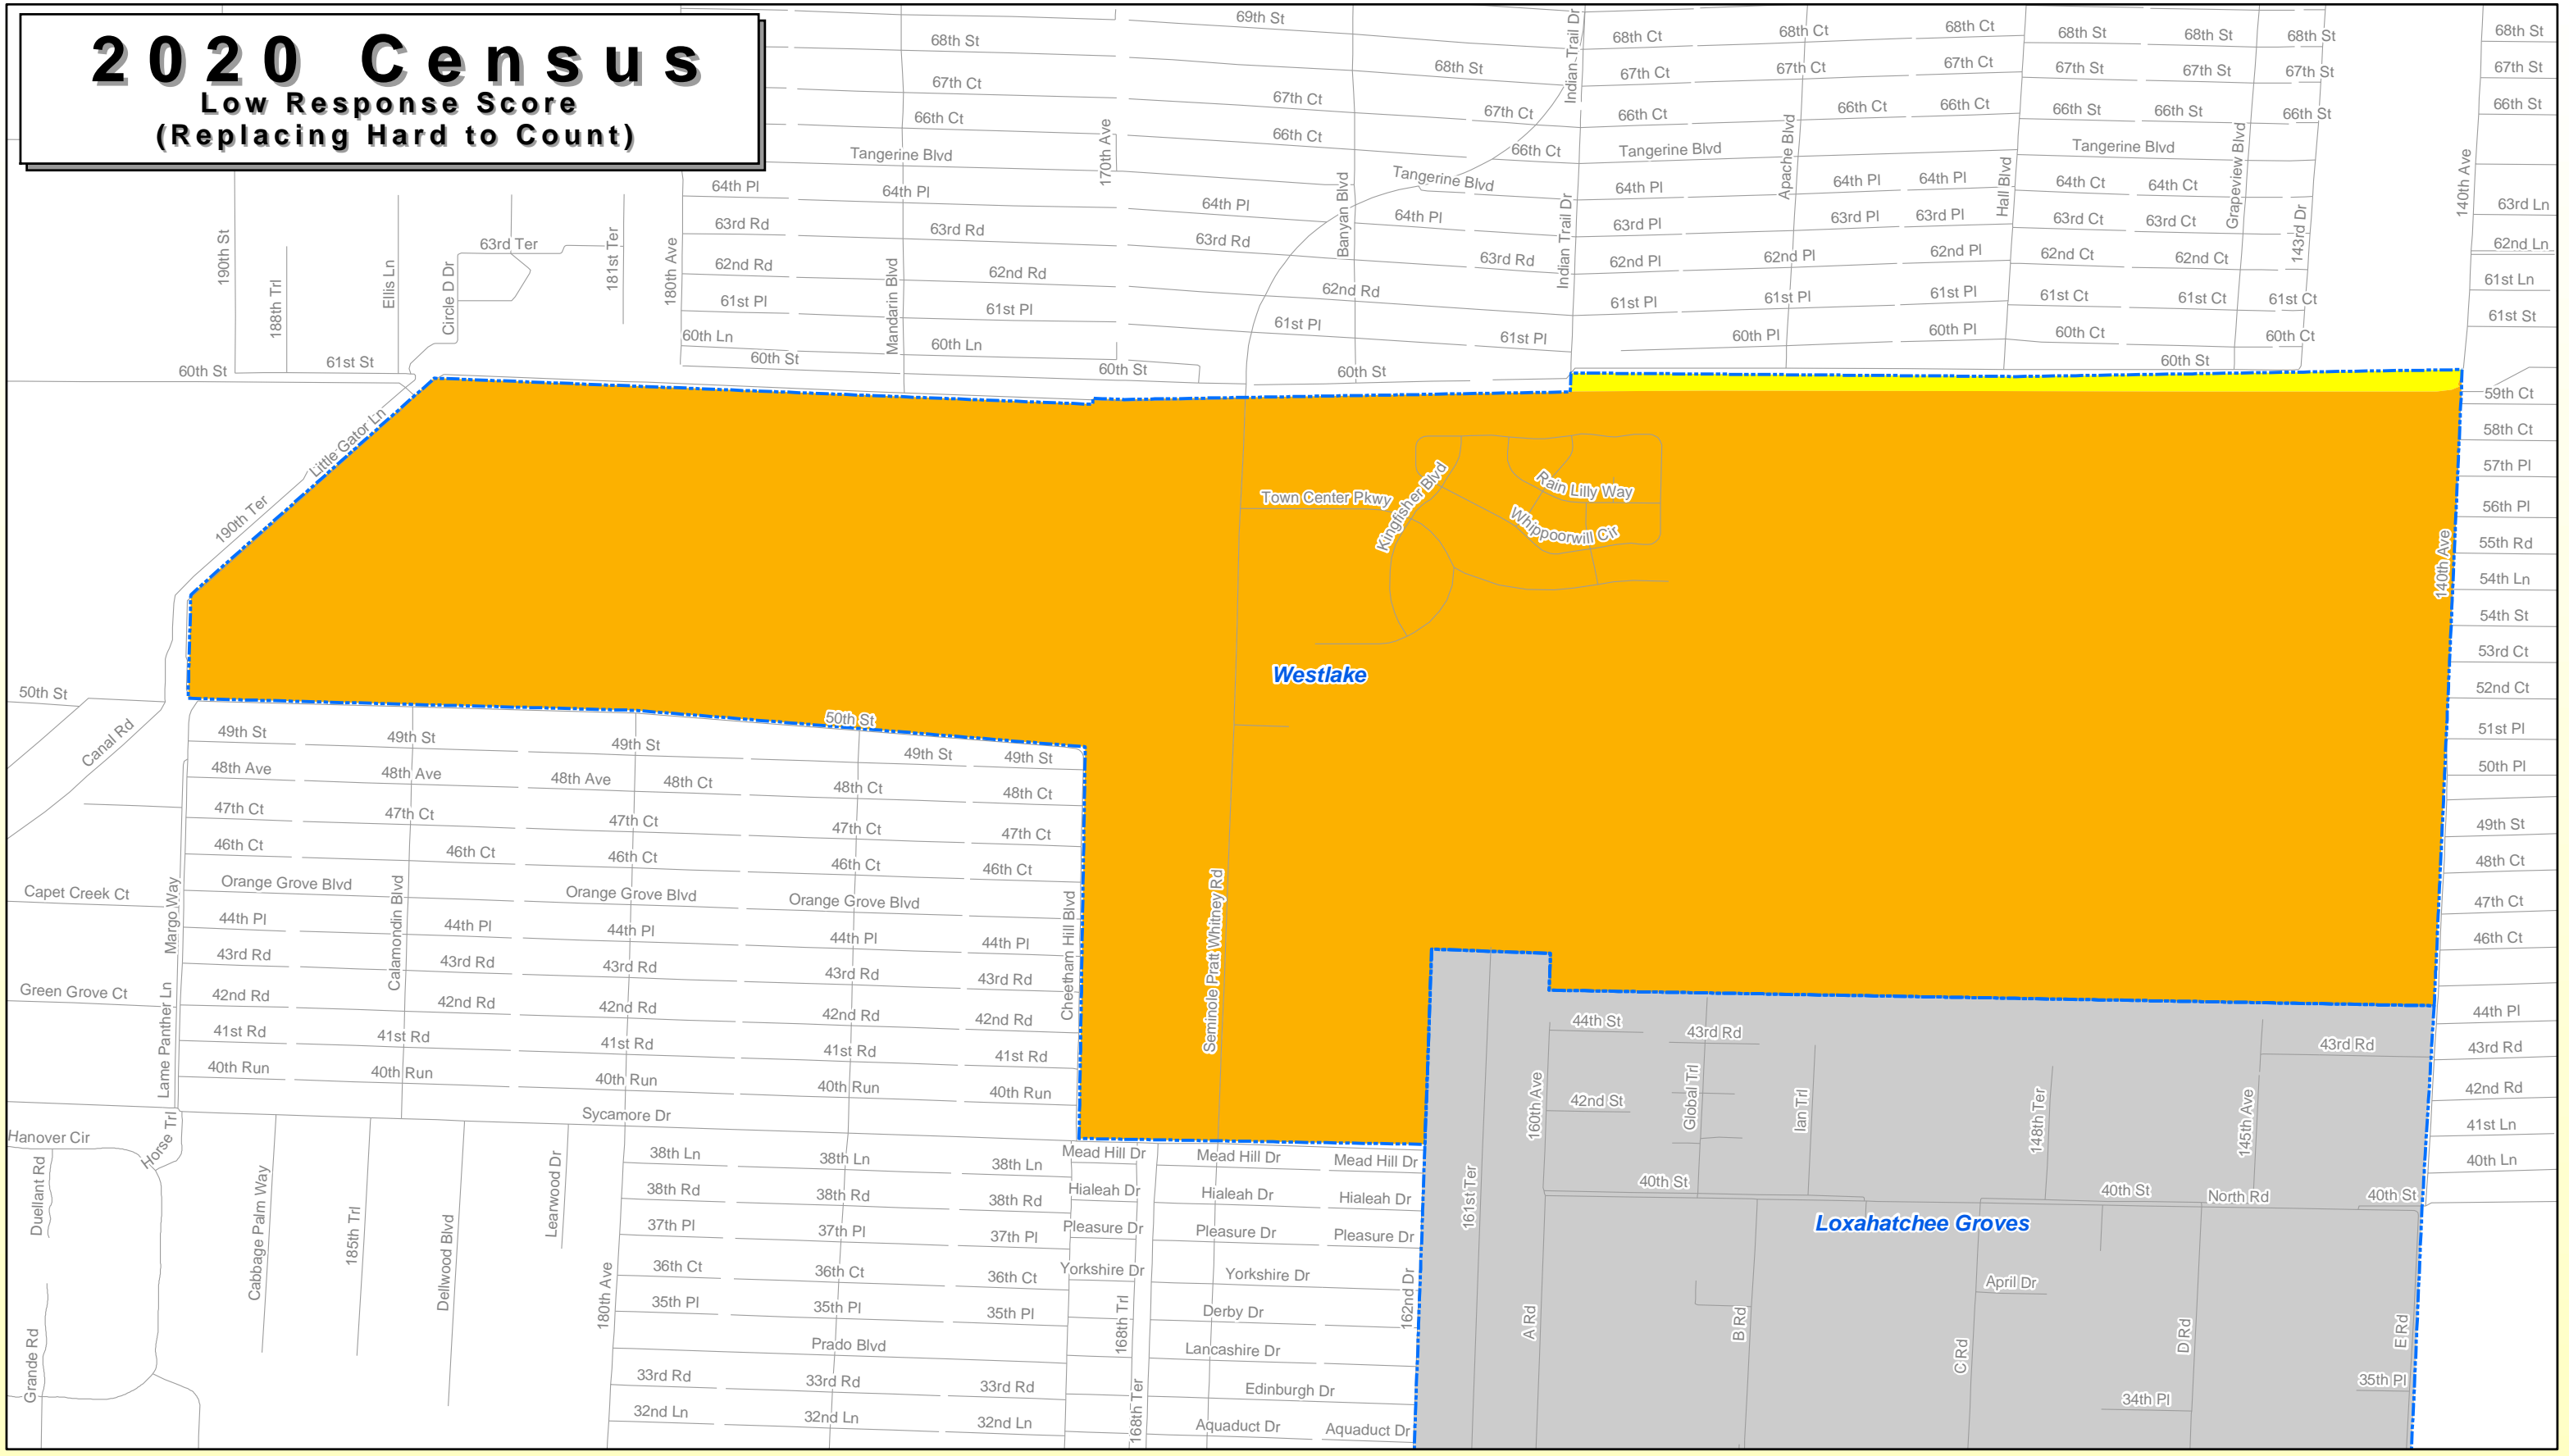 2020 Census
Low Response Score
(Replacing Hard to Count)
69th St
68th St
68th St
67th Ct
67th Ct
67th Ct
66th Ct
66th Ct
66th Ct
Tangerine Blvd
Tangerine Blvd
170th Ave
Banyan Blvd
Indian Trail Dr
Indian Trail Dr
68th Ct
68th Ct
68th Ct
68th St
68th St
68th St
68th St
67th Ct
67th Ct
67th Ct
67th St
67th St
67th St
67th St
66th Ct
66th Ct
66th Ct
66th St
66th St
66th St
66th St
Tangerine Blvd
Tangerine Blvd
Apache Blvd
Hall Blvd
Grapeview Blvd
143rd Dr
140th Ave
64th Pl
64th Pl
64th Pl
64th Pl
64th Pl
64th Pl
64th Pl
64th Ct
64th Ct
63rd Ln
63rd Rd
63rd Rd
63rd Rd
63rd Rd
63rd Pl
63rd Pl
63rd Pl
63rd Ct
63rd Ct
62nd Ln
62nd Rd
62nd Rd
62nd Rd
62nd Pl
62nd Pl
62nd Pl
62nd Ct
62nd Ct
61st Ln
61st Pl
61st Pl
61st Pl
61st Pl
61st Pl
61st Pl
61st Pl
61st Ct
61st Ct
61st Ct
61st St
60th Ln
60th Ln
60th Pl
60th Pl
60th Ct
60th Ct
60th St
60th St
60th St
60th St
190th St
188th Trl
Ellis Ln
Circle D Dr
63rd Ter
181st Ter
180th Ave
Mandarin Blvd
60th St
61st St
Little Gator Ln
190th Ter
Town Center Pkwy
Kingfisher Blvd
Rain Lilly Way
Whippoorwill Cir
Westlake
140th Ave
59th Ct
58th Ct
57th Pl
56th Pl
55th Rd
54th Ln
54th St
53rd Ct
52nd Ct
51st Pl
50th Pl
49th St
48th Ct
47th Ct
46th Ct
44th Pl
43rd Rd
42nd Rd
41st Ln
40th Ln
50th St
Canal Rd
50th St
49th St
49th St
49th St
49th St
49th St
48th Ave
48th Ave
48th Ave
48th Ct
48th Ct
48th Ct
47th Ct
47th Ct
47th Ct
47th Ct
47th Ct
46th Ct
46th Ct
46th Ct
46th Ct
46th Ct
Orange Grove Blvd
Orange Grove Blvd
Orange Grove Blvd
Capet Creek Ct
Margo Way
Calamondin Blvd
Cheetham Hill Blvd
Seminole Pratt Whitney Rd
44th Pl
44th Pl
44th Pl
44th Pl
44th Pl
43rd Rd
43rd Rd
43rd Rd
43rd Rd
43rd Rd
Green Grove Ct
Lame Panther Ln
42nd Rd
42nd Rd
42nd Rd
42nd Rd
42nd Rd
41st Rd
41st Rd
41st Rd
41st Rd
41st Rd
40th Run
40th Run
40th Run
40th Run
40th Run
Sycamore Dr
Hanover Cir
Horse Trl
Duellant Rd
Grande Rd
Cabbage Palm Way
185th Trl
Dellwood Blvd
Learwood Dr
180th Ave
38th Ln
38th Ln
38th Ln
38th Rd
38th Rd
38th Rd
37th Pl
37th Pl
37th Pl
36th Ct
36th Ct
36th Ct
35th Pl
35th Pl
35th Pl
Prado Blvd
33rd Rd
33rd Rd
33rd Rd
32nd Ln
32nd Ln
32nd Ln
Mead Hill Dr
Mead Hill Dr
Mead Hill Dr
Hialeah Dr
Hialeah Dr
Hialeah Dr
Pleasure Dr
Pleasure Dr
Pleasure Dr
Yorkshire Dr
Yorkshire Dr
Derby Dr
Lancashire Dr
Edinburgh Dr
Aquaduct Dr
Aquaduct Dr
168th Trl
168th Ter
162nd Dr
161st Ter
160th Ave
44th St
43rd Rd
43rd Rd
42nd St
Global Trl
Ian Trl
148th Ter
145th Ave
40th St
40th St
North Rd
40th St
Loxahatchee Groves
A Rd
B Rd
C Rd
D Rd
E Rd
April Dr
35th Pl
34th Pl